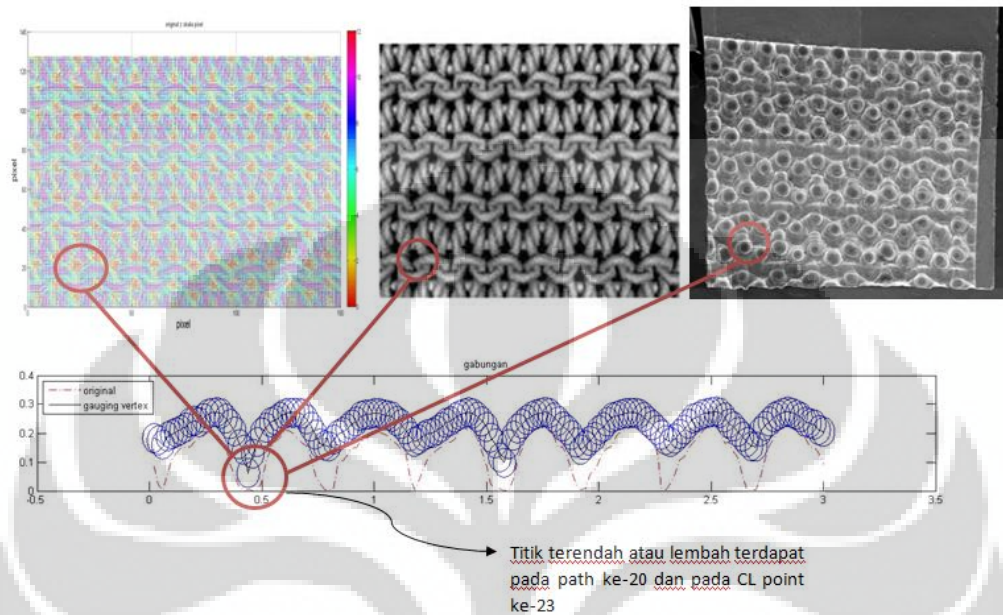 pixel
pixel
gabungan
original
gauging vertex
0.4
0.3
0.2
0.1
0
-0.5
0
0.5
1
1.5
2
2.5
3
3.5
Titik terendah atau lembah terdapat
pada path ke-20 dan pada CL point
ke-23